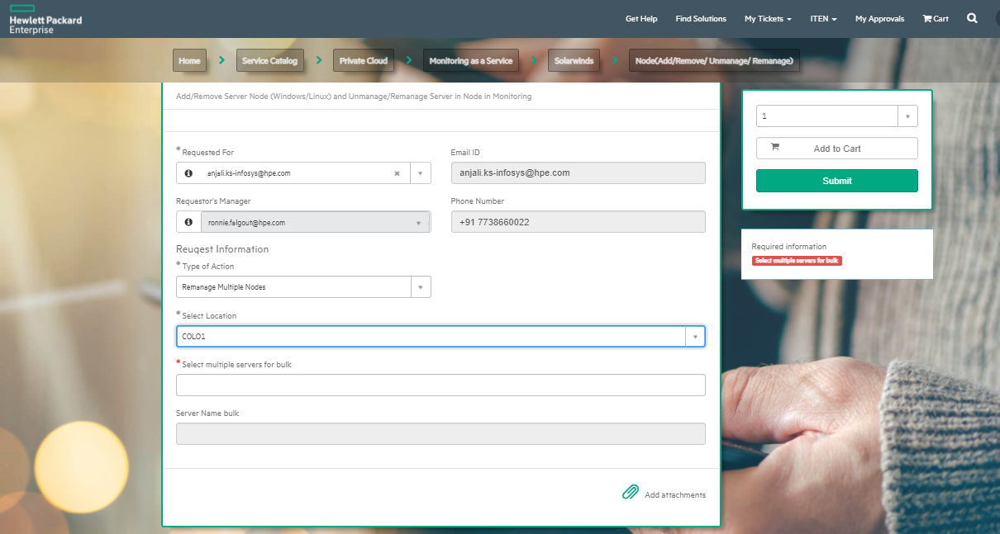 Hewlett Packard
Enterprise
Get Help Find Solutions My Tickets ITEN My Approvals Cart
Home Service Catalog Private Cloud Monitoring as a Service Solarwinds Node(Add/Remove/ Unmanage/ Remanage)
Add/Remove Server Node (Windows/Linux) and Unmanage/Remanage Server in Node in Monitoring
* Requested For
anjali.ks-infosys@hpe.com
Email ID
anjali.ks-infosys@hpe.com
Requestor's Manager
ronnie.falgout@hpe.com
Phone Number
+91 7738660022
Reuqest Information
* Type of Action
Remanage Multiple Nodes
* Select Location
COLO1
* Select multiple servers for bulk
Server Name bulk
Add attachments
1
Add to Cart
Submit
Required information
Select multiple servers for bulk